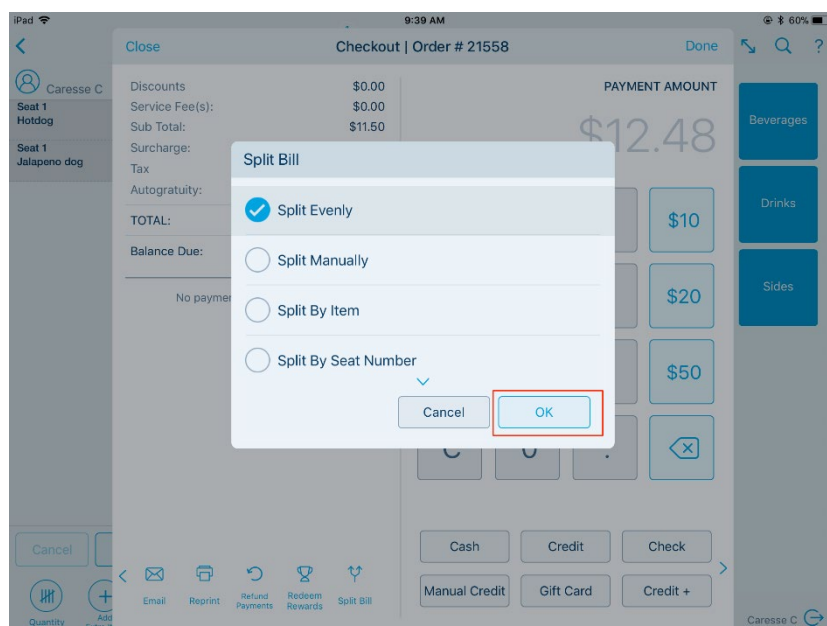 iPad 9:39 AM 60%
Close Checkout | Order # 21558 Done ?
Caresse C
Seat 1
Hotdog
Seat 1
Jalapeno dog
Discounts $0.00
Service Fee(s): $0.00
Sub Total: $11.50
Surcharge:
Tax
Autogratuity:
TOTAL:
Balance Due:
No paymen
PAYMENT AMOUNT
$12.48
Split Bill
Split Evenly
Split Manually
Split By Item
Split By Seat Number
Cancel OK
$10
$20
$50
C 0 .
Beverages
Drinks
Sides
Cash Credit Check
Manual Credit Gift Card Credit +
Email Reprint Refund Payments Redeem Rewards Split Bill
Cancel
Quantity Add
Caresse C